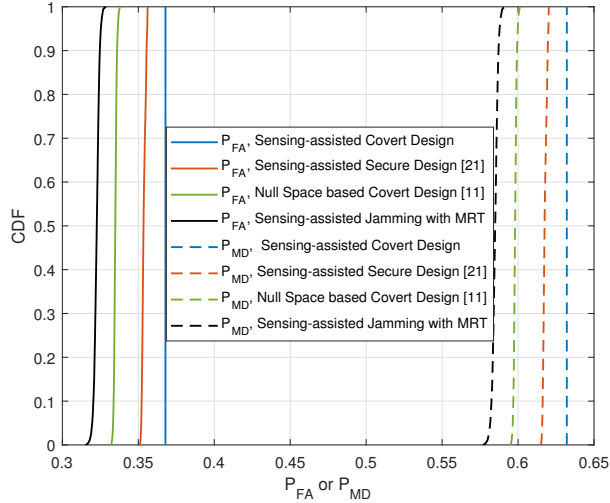 1
0.9
0.8
0.7
0.6
0.5
0.4
0.3
0.2
0.1
0
CDF
P_FA, Sensing-assisted Covert Design
P_FA, Sensing-assisted Secure Design [21]
P_FA, Null Space based Covert Design [11]
P_FA, Sensing-assisted Jamming with MRT
P_MD, Sensing-assisted Covert Design
P_MD, Sensing-assisted Secure Design [21]
P_MD, Null Space based Covert Design [11]
P_MD, Sensing-assisted Jamming with MRT
0.3 0.35 0.4 0.45 0.5 0.55 0.6 0.65
P_FA or P_MD